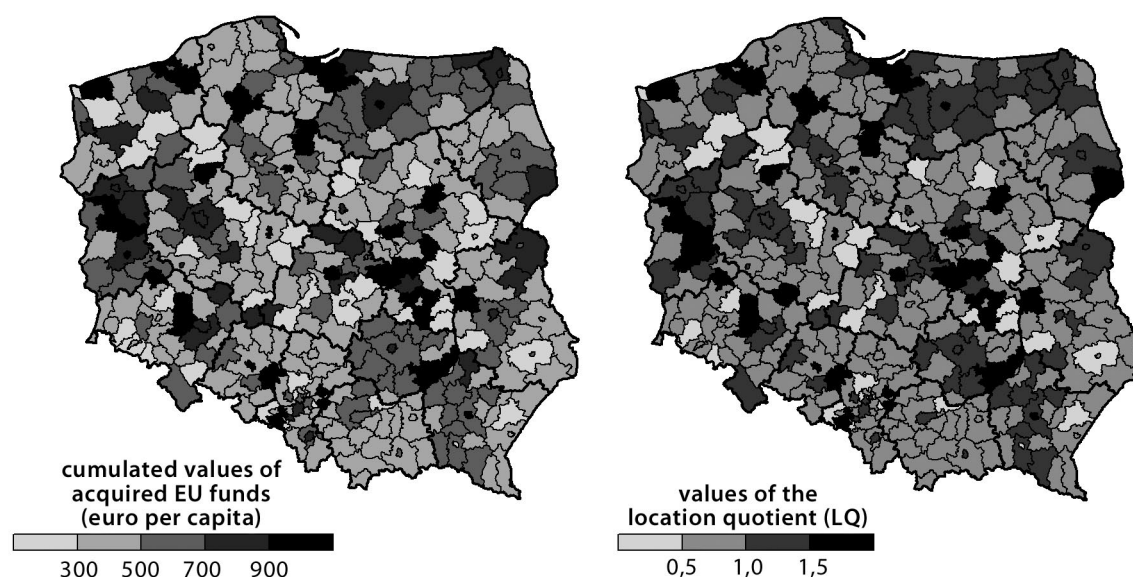 cumulated values of
acquired EU funds
(euro per capita)
300 500 700 900
values of the
location quotient (LQ)
0,5 1,0 1,5